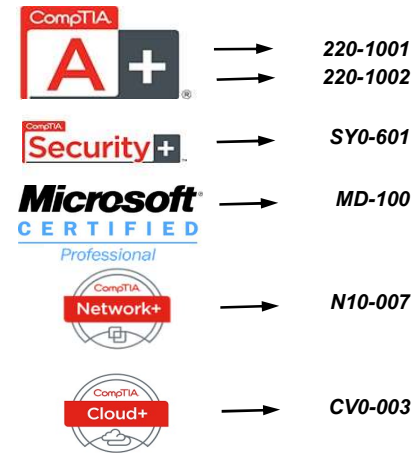 CompTIA
A+
220-1001
220-1002
CompTIA
Security+
SY0-601
Microsoft®
MD-100
CERTIFIED
Professional
CompTIA
Network+
N10-007
CompTIA
Cloud+
CV0-003